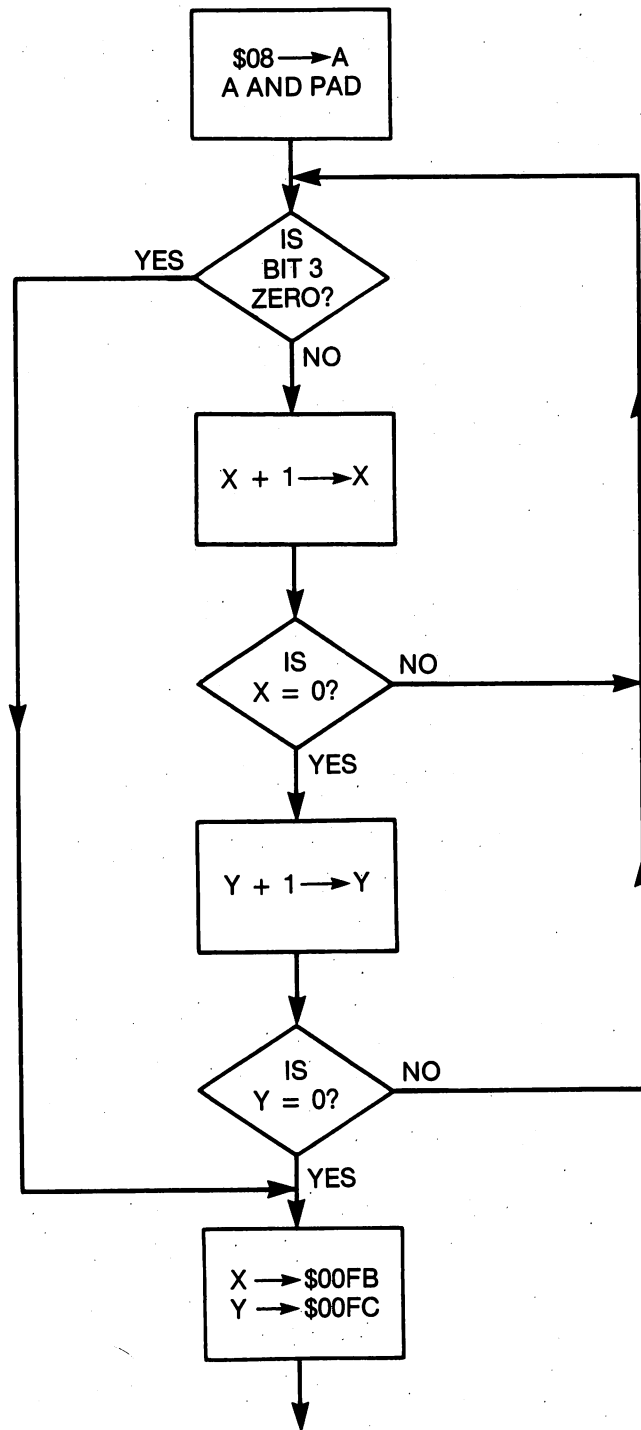 $08 → A
A AND PAD
IS
BIT 3
ZERO?
YES
NO
X + 1 → X
IS
X = 0?
NO
YES
Y + 1 → Y
IS
Y = 0?
NO
YES
X → $00FB
Y → $00FC